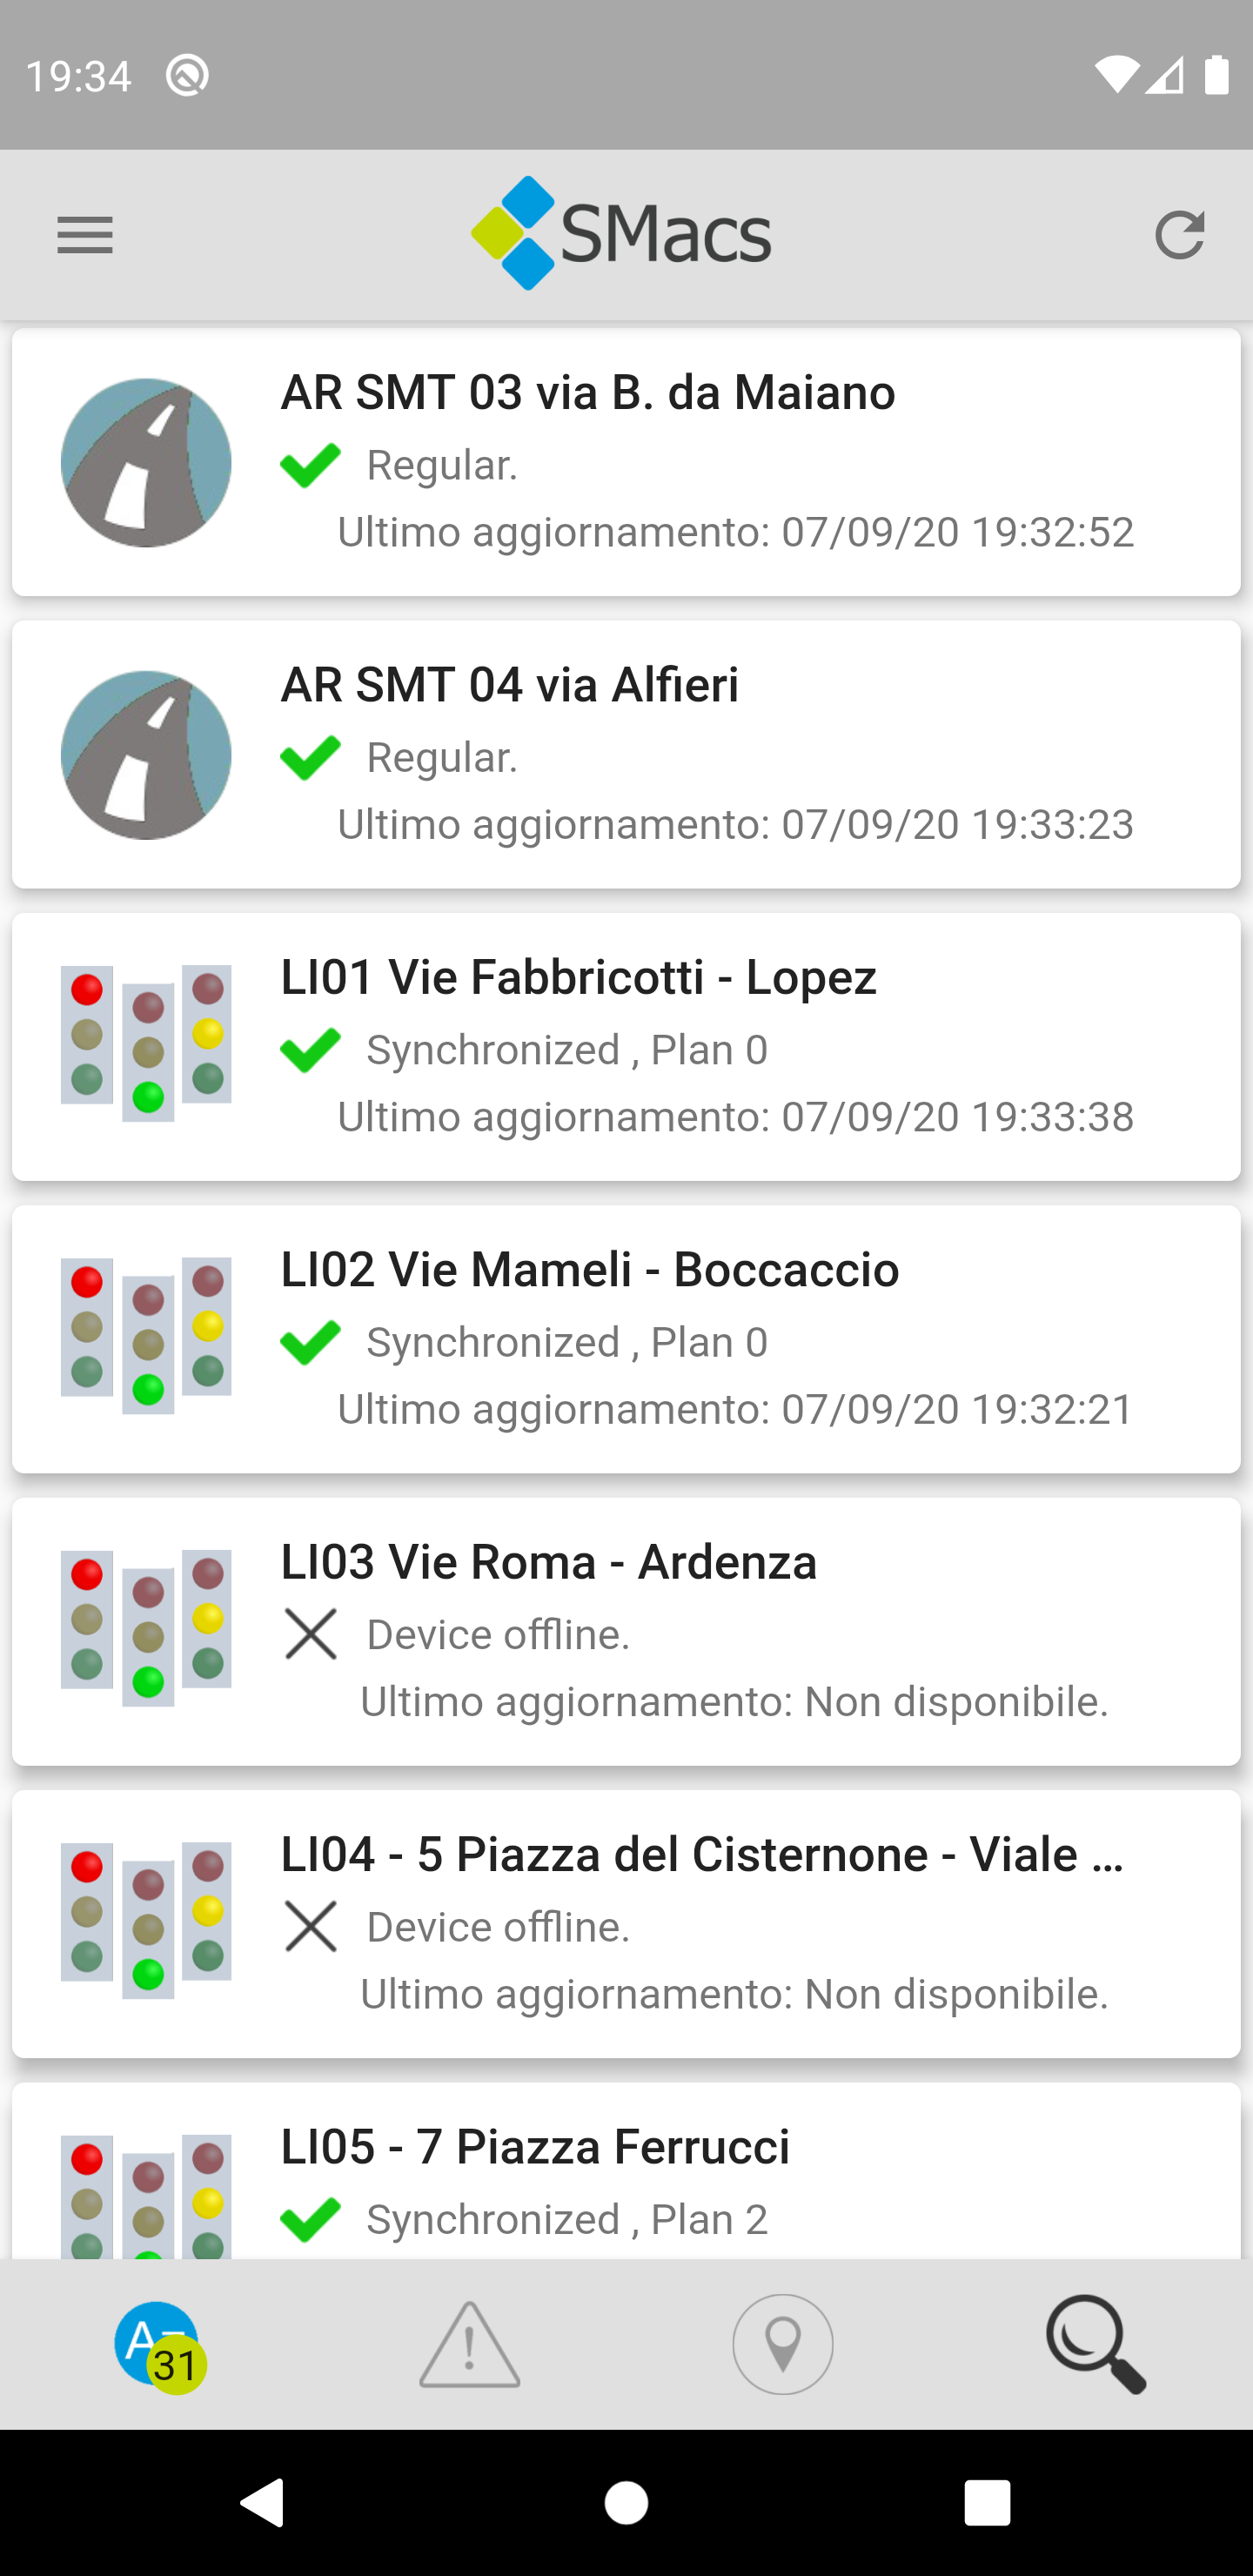 19:34
SMacs
AR SMT 03 via B. da Maiano
Regular.
Ultimo aggiornamento: 07/09/20 19:32:52
AR SMT 04 via Alfieri
Regular.
Ultimo aggiornamento: 07/09/20 19:33:23
LI01 Vie Fabbricotti - Lopez
Synchronized , Plan 0
Ultimo aggiornamento: 07/09/20 19:33:38
LI02 Vie Mameli - Boccaccio
Synchronized , Plan 0
Ultimo aggiornamento: 07/09/20 19:32:21
LI03 Vie Roma - Ardenza
Device offline.
Ultimo aggiornamento: Non disponibile.
LI04 - 5 Piazza del Cisternone - Viale ...
Device offline.
Ultimo aggiornamento: Non disponibile.
LI05 - 7 Piazza Ferrucci
Synchronized , Plan 2
31